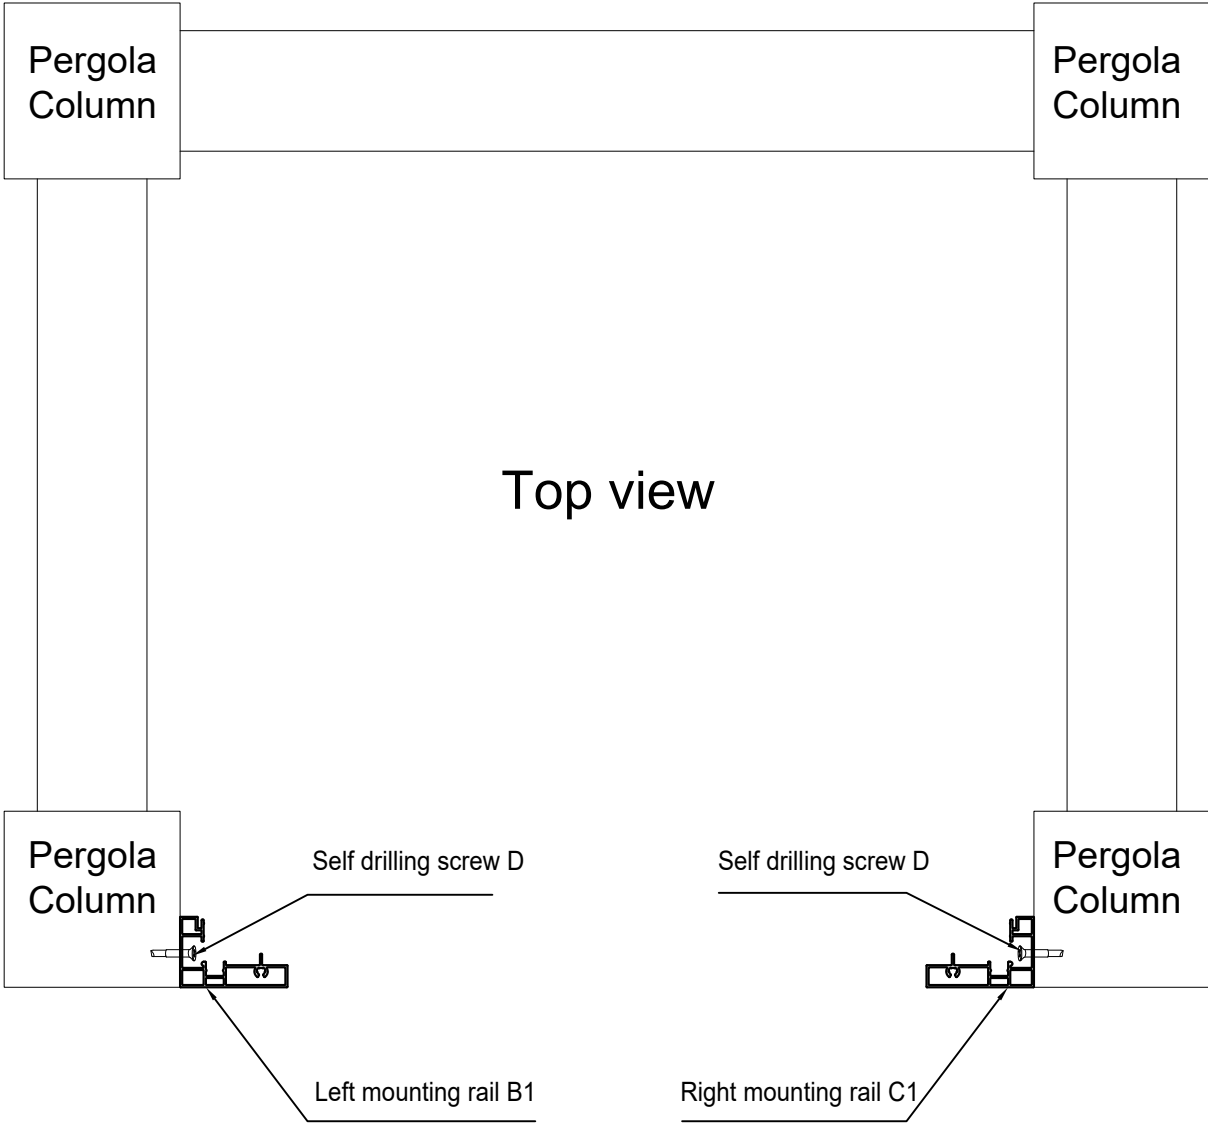 Pergola
Column
Pergola
Column
Top view
Pergola
Column
Self drilling screw D
Self drilling screw D
Pergola
Column
Left mounting rail B1
Right mounting rail C1